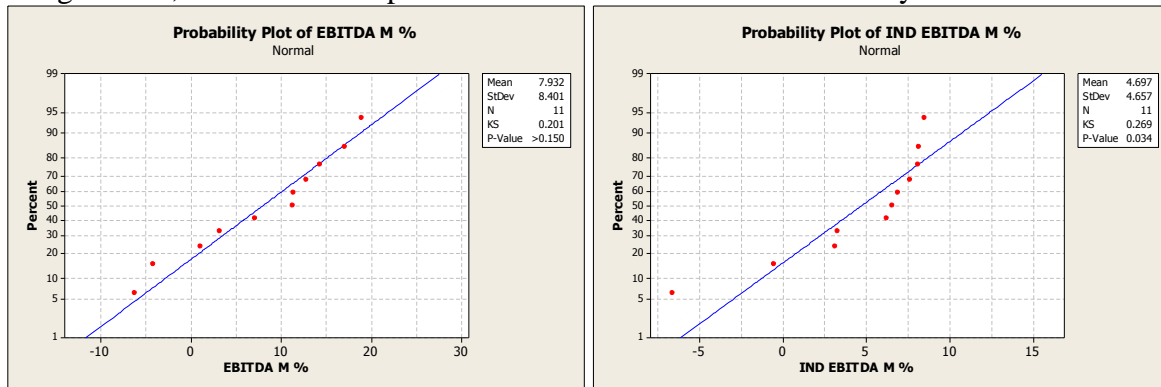 Probability Plot of EBITDA M %
Normal
99
95
90
80
70
60
50
40
30
20
10
5
1
Percent
-10
0
10
20
30
EBITDA M %
Mean 7.932
StDev 8.401
N 11
KS 0.201
P-Value >0.150
Probability Plot of IND EBITDA M %
Normal
99
95
90
80
70
60
50
40
30
20
10
5
1
Percent
-5
0
5
10
15
IND EBITDA M %
Mean 4.697
StDev 4.657
N 11
KS 0.269
P-Value 0.034